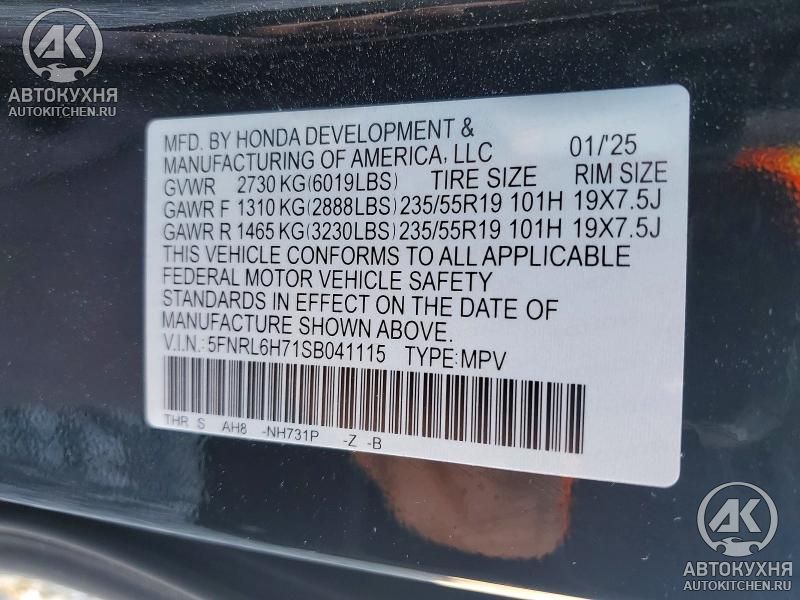 AK
АВТОКУХНЯ
AUTOKITCHEN.RU
MFD. BY HONDA DEVELOPMENT &
MANUFACTURING OF AMERICA, LLC 01/'25
GVWR 2730 KG(6019LBS) TIRE SIZE RIM SIZE
GAWR F 1310 KG(2888LBS) 235/55R19 101H 19X7.5J
GAWR R 1465 KG(3230LBS) 235/55R19 101H 19X7.5J
THIS VEHICLE CONFORMS TO ALL APPLICABLE
FEDERAL MOTOR VEHICLE SAFETY
STANDARDS IN EFFECT ON THE DATE OF
MANUFACTURE SHOWN ABOVE.
V.I.N.: 5FNRL6H71SB041115 TYPE:MPV
THR S AH8 -NH731P -Z -B
AK
АВТОКУХНЯ
AUTOKITCHEN.RU